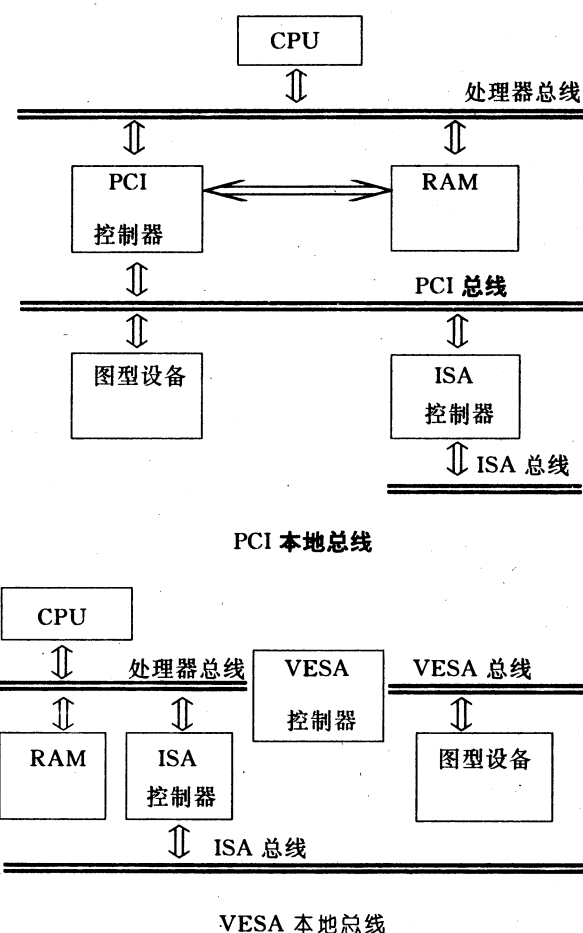 CPU
处理器总线
PCI
控制器
RAM
PCI 总线
图型设备
ISA
控制器
ISA 总线
PCI 本地总线
CPU
处理器总线
VESA
控制器
VESA 总线
RAM
ISA
控制器
图型设备
ISA 总线
VESA 本地总线